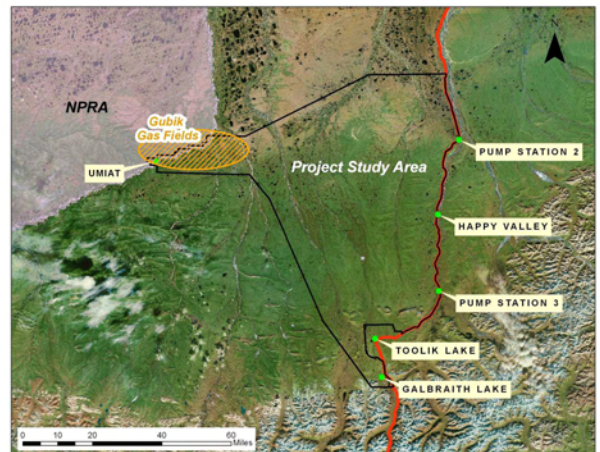 NPRA
Gubik
Gas Fields
UMIAT
Project Study Area
PUMP STATION 2
HAPPY VALLEY
PUMP STATION 3
TOOLIK LAKE
GALBRAITH LAKE
0 10 20 40 60
Miles